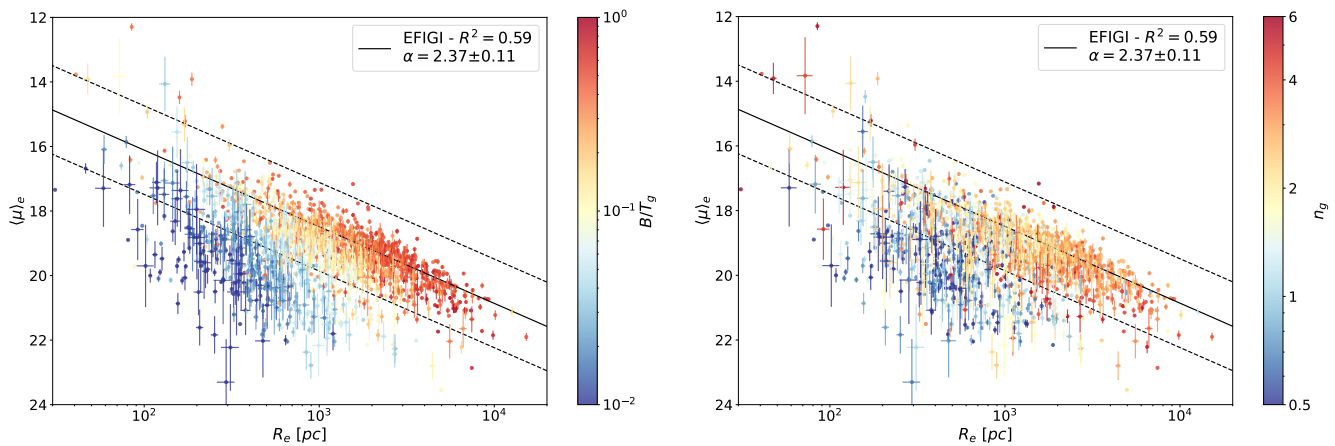 12
14
16
18
20
22
24
⟨μ⟩e
10²
10³
10⁴
Re [pc]
EFIGI - R² = 0.59
α = 2.37±0.11
10⁰
10⁻¹
10⁻²
B/Tg
12
14
16
18
20
22
24
⟨μ⟩e
10²
10³
10⁴
Re [pc]
EFIGI - R² = 0.59
α = 2.37±0.11
6
4
2
1
0.5
ng